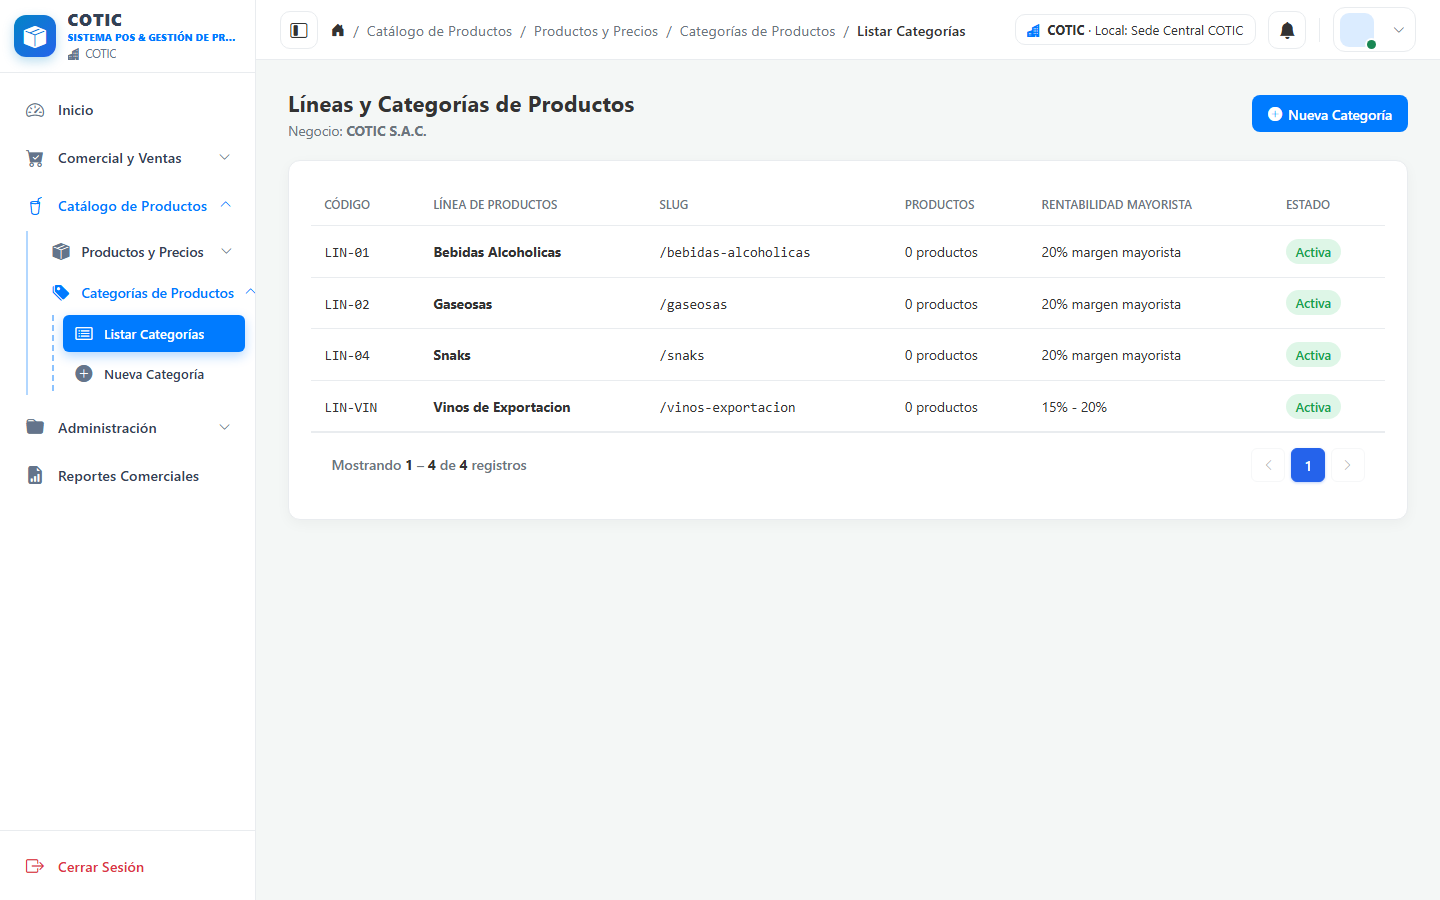 COTIC
SISTEMA POS & GESTIÓN DE PR...
COTIC
Inicio
Comercial y Ventas
Catálogo de Productos
Productos y Precios
Categorías de Productos
Listar Categorías
Nueva Categoría
Administración
Reportes Comerciales
Cerrar Sesión
/ Catálogo de Productos / Productos y Precios / Categorías de Productos / Listar Categorías
COTIC · Local: Sede Central COTIC
Líneas y Categorías de Productos
Negocio: COTIC S.A.C.
Nueva Categoría
CÓDIGO LÍNEA DE PRODUCTOS SLUG PRODUCTOS RENTABILIDAD MAYORISTA ESTADO
LIN-01 Bebidas Alcoholicas /bebidas-alcoholicas 0 productos 20% margen mayorista Activa
LIN-02 Gaseosas /gaseosas 0 productos 20% margen mayorista Activa
LIN-04 Snaks /snaks 0 productos 20% margen mayorista Activa
LIN-VIN Vinos de Exportacion /vinos-exportacion 0 productos 15% - 20% Activa
Mostrando 1 – 4 de 4 registros
1